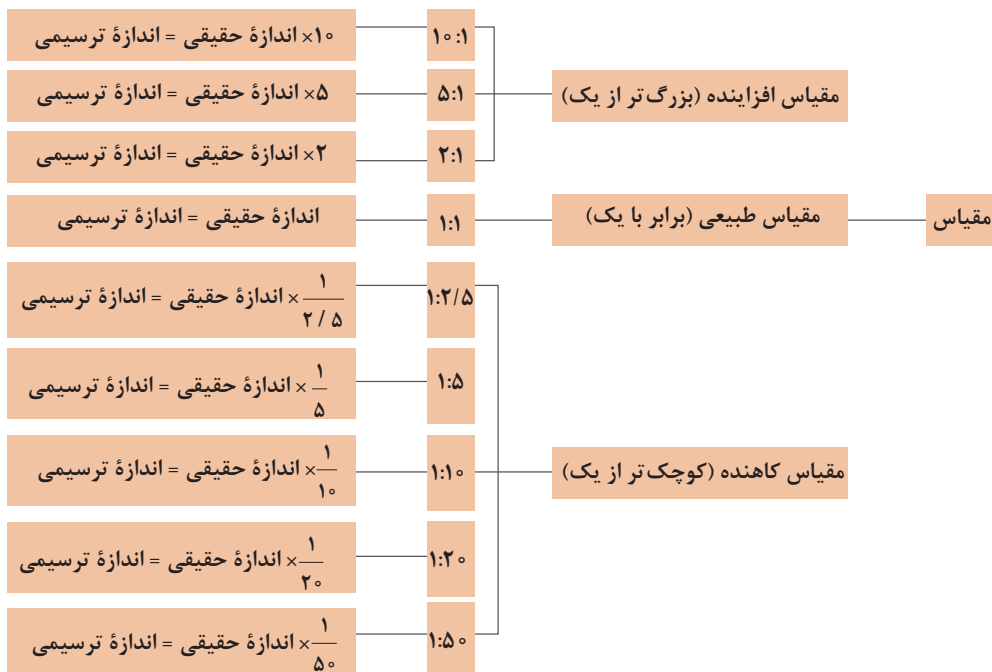 مقیاس
مقیاس افزاینده (بزرگ‌تر از یک)
۱۰:۱
۱۰× اندازهٔ حقیقی = اندازهٔ ترسیمی
۵:۱
۵× اندازهٔ حقیقی = اندازهٔ ترسیمی
۲:۱
۲× اندازهٔ حقیقی = اندازهٔ ترسیمی
مقیاس طبیعی (برابر با یک)
۱:۱
اندازهٔ حقیقی = اندازهٔ ترسیمی
مقیاس کاهنده (کوچک‌تر از یک)
۱:۲/۵
۱/(۲/۵) × اندازهٔ حقیقی = اندازهٔ ترسیمی
۱:۵
۱/۵ × اندازهٔ حقیقی = اندازهٔ ترسیمی
۱:۱۰
۱/۱۰ × اندازهٔ حقیقی = اندازهٔ ترسیمی
۱:۲۰
۱/۲۰ × اندازهٔ حقیقی = اندازهٔ ترسیمی
۱:۵۰
۱/۵۰ × اندازهٔ حقیقی = اندازهٔ ترسیمی